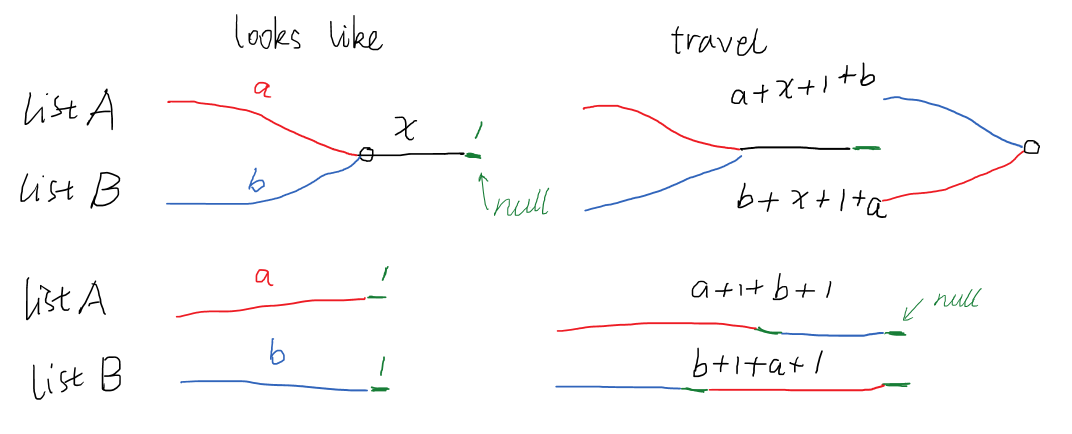 looks like
travel
list A
a
x
1
a+x+1+b
list B
b
null
b+x+1+a
list A
a
1
a+1+b+1
null
list B
b
1
b+1+a+1